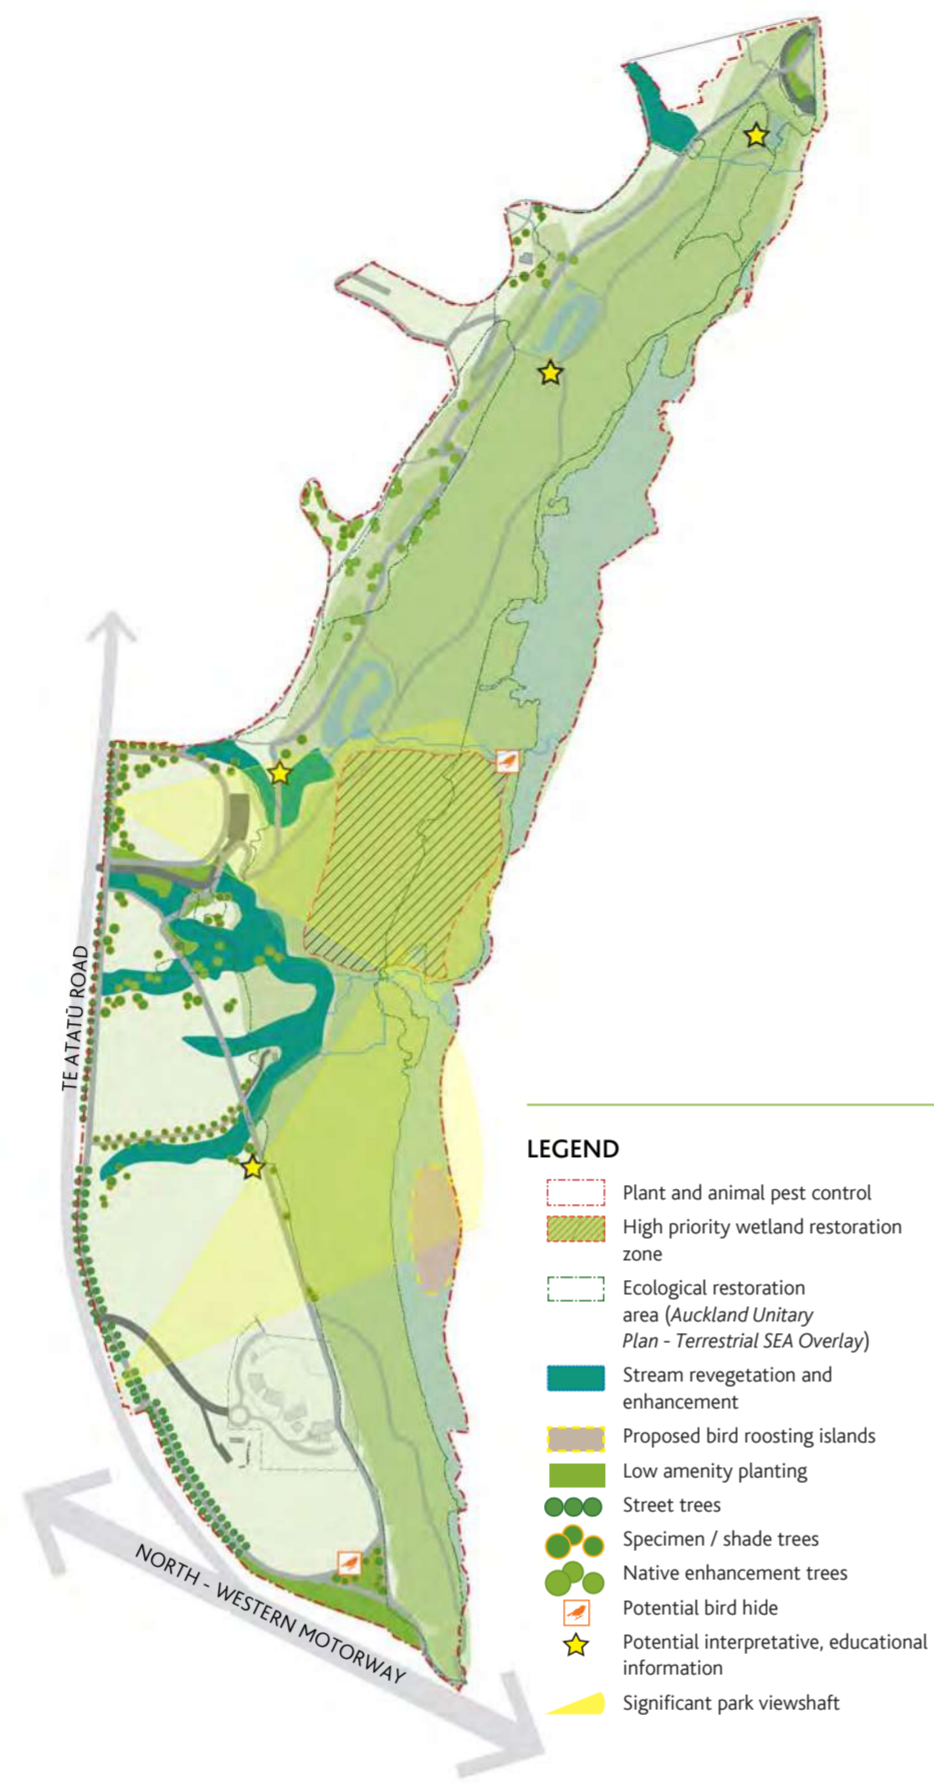 TE ATATŪ ROAD
NORTH - WESTERN MOTORWAY
LEGEND
Plant and animal pest control
High priority wetland restoration
zone
Ecological restoration
area (Auckland Unitary
Plan - Terrestrial SEA Overlay)
Stream revegetation and
enhancement
Proposed bird roosting islands
Low amenity planting
Street trees
Specimen / shade trees
Native enhancement trees
Potential bird hide
Potential interpretative, educational
information
Significant park viewshaft